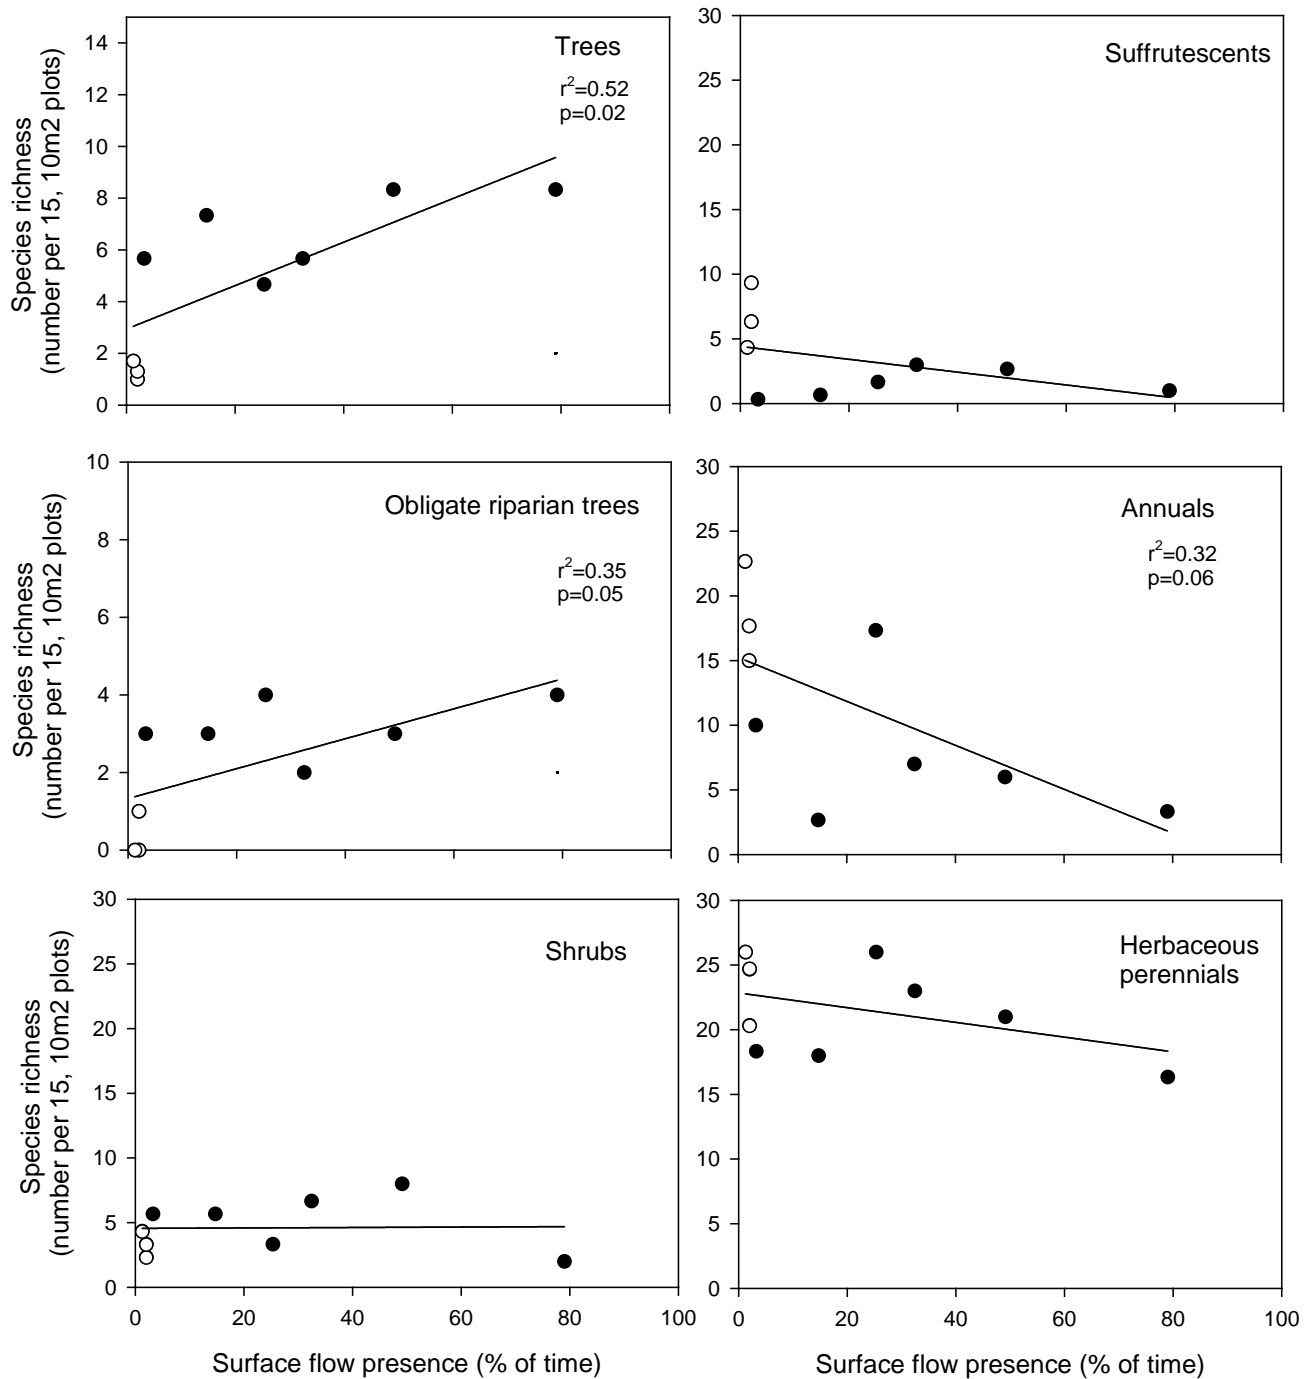 Species richness
(number per 15, 10m2 plots)
14
12
10
8
6
4
2
0
Trees
r²=0.52
p=0.02
30
25
20
15
10
5
0
Suffrutescents
Species richness
(number per 15, 10m2 plots)
10
8
6
4
2
0
Obligate riparian trees
r²=0.35
p=0.05
30
25
20
15
10
5
0
Annuals
r²=0.32
p=0.06
Species richness
(number per 15, 10m2 plots)
30
25
20
15
10
5
0
Shrubs
0 20 40 60 80 100
Surface flow presence (% of time)
30
25
20
15
10
5
0
Herbaceous
perennials
0 20 40 60 80 100
Surface flow presence (% of time)